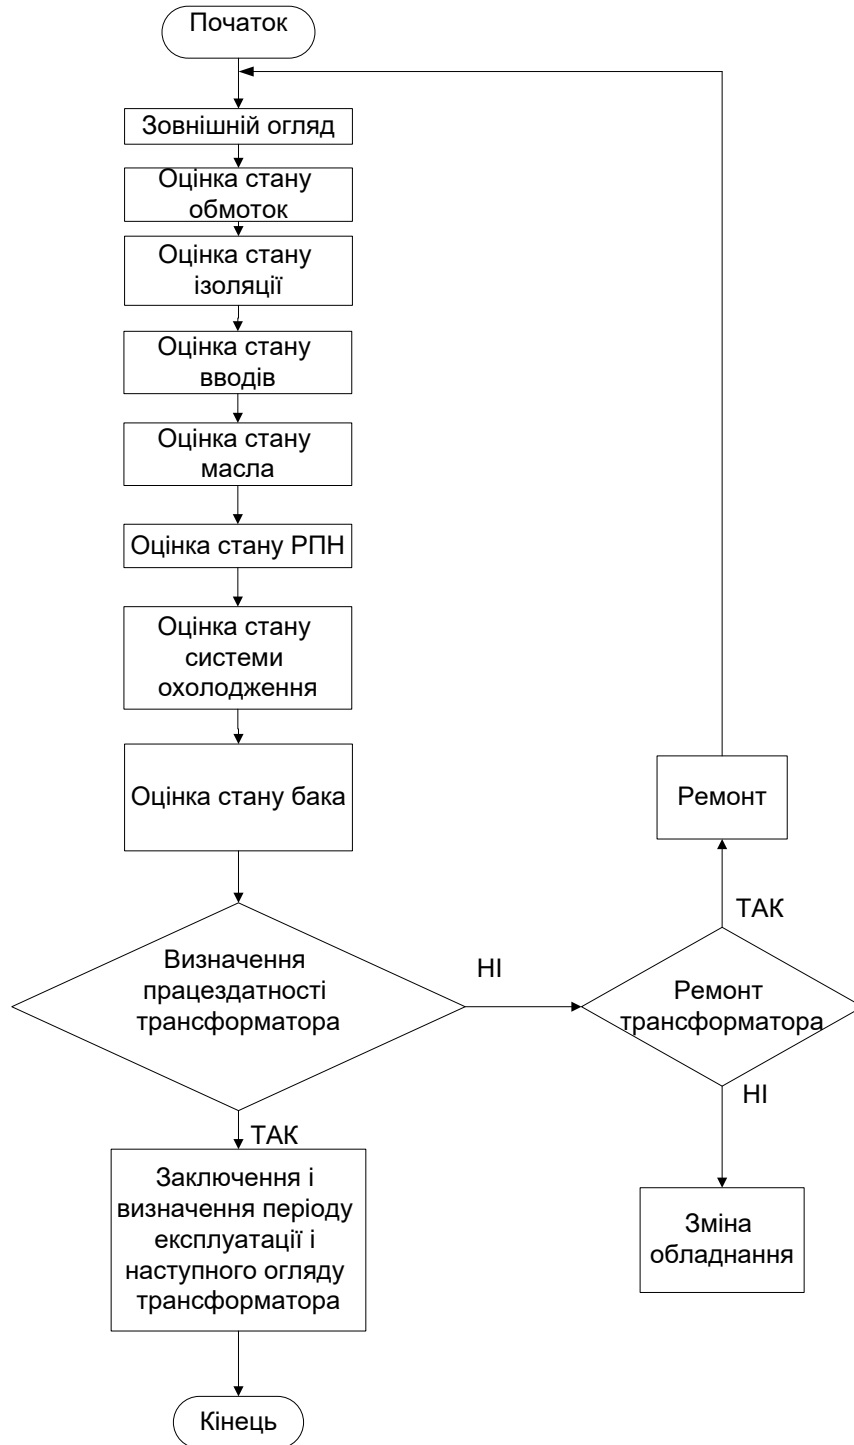 Початок
Зовнішній огляд
Оцінка стану
обмоток
Оцінка стану
ізоляції
Оцінка стану
вводів
Оцінка стану
масла
Оцінка стану РПН
Оцінка стану
системи
охолодження
Оцінка стану бака
Ремонт
ТАК
Визначення
працездатності
трансформатора
НІ
Ремонт
трансформатора
НІ
ТАК
Заключення і
визначення періоду
експлуатації і
наступного огляду
трансформатора
Зміна
обладнання
Кінець